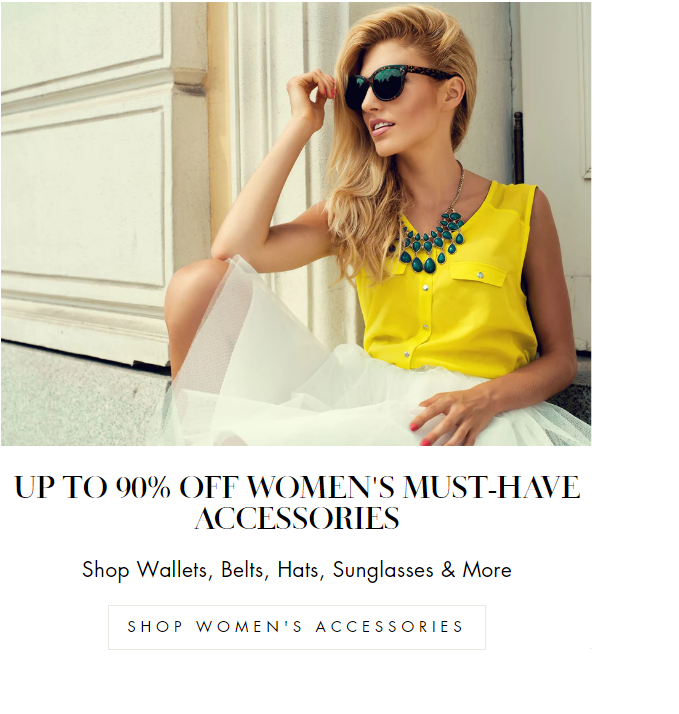 UP TO 90% OFF WOMEN'S MUST-HAVE
ACCESSORIES
Shop Wallets, Belts, Hats, Sunglasses & More
SHOP WOMEN'S ACCESSORIES